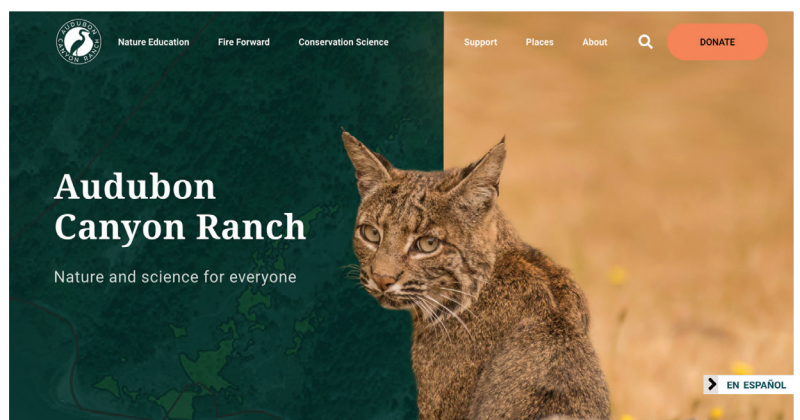 AUDUBON CANYON RANCH
Nature Education
Fire Forward
Conservation Science
Support
Places
About
DONATE
Audubon
Canyon Ranch
Nature and science for everyone
EN ESPAÑOL